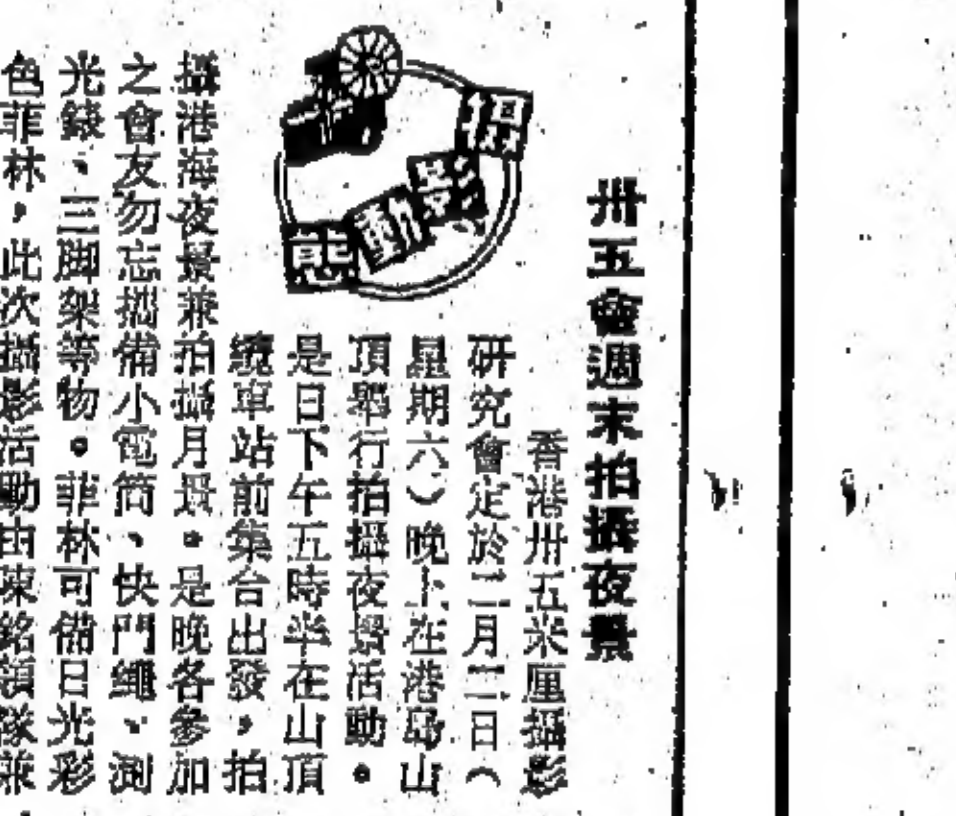 卅五會週末拍攝夜景
攝影動態
香港卅五米厘攝影
研究會定於二月二日（
星期六）晚上在港島山
頂舉行拍攝夜景活動。
是日下午五時半在山頂
纜車站前集合出發，拍
攝港海夜景兼拍攝月景。是晚各參加
之會友勿忘携備小電筒、快門繩、測
光錶、三脚架等物。菲林可備日光彩
色菲林，此次攝影活動由東銘領隊兼